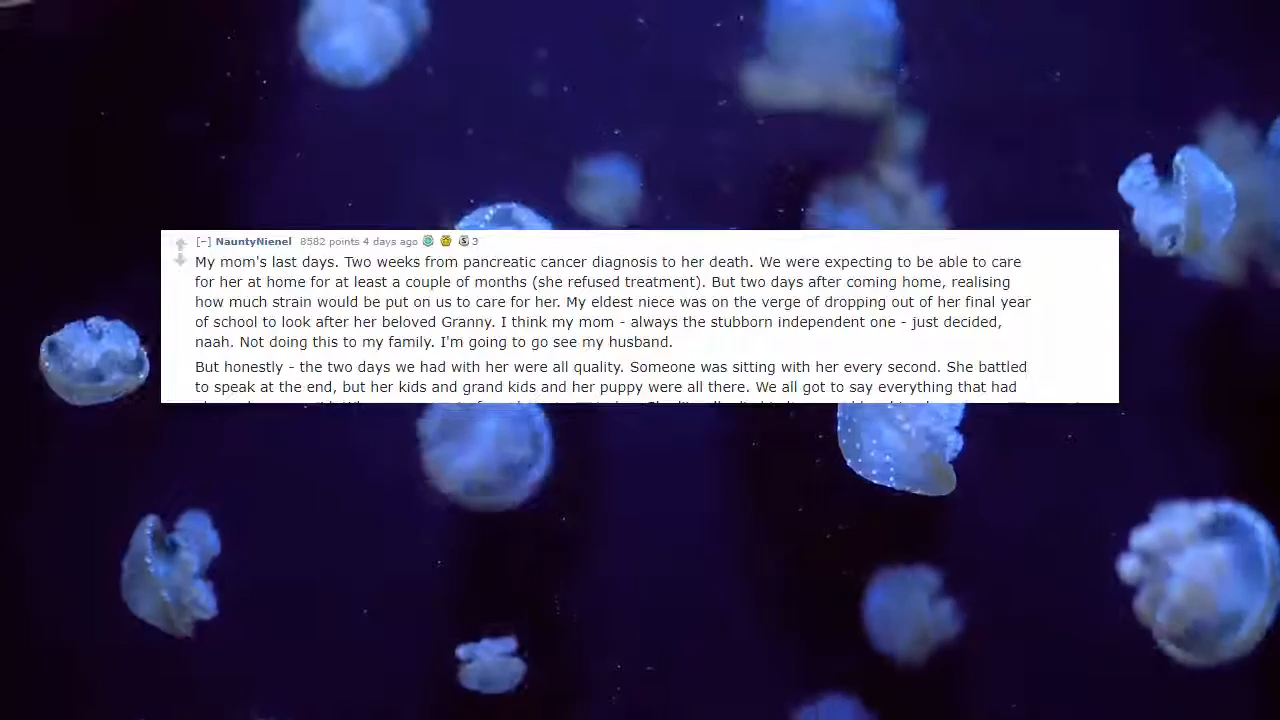 [−] NauntyNienel 8582 points 4 days ago 3
My mom's last days. Two weeks from pancreatic cancer diagnosis to her death. We were expecting to be able to care
for her at home for at least a couple of months (she refused treatment). But two days after coming home, realising
how much strain would be put on us to care for her. My eldest niece was on the verge of dropping out of her final year
of school to look after her beloved Granny. I think my mom - always the stubborn independent one - just decided,
naah. Not doing this to my family. I'm going to go see my husband.
But honestly - the two days we had with her were all quality. Someone was sitting with her every second. She battled
to speak at the end, but her kids and grand kids and her puppy were all there. We all got to say everything that had